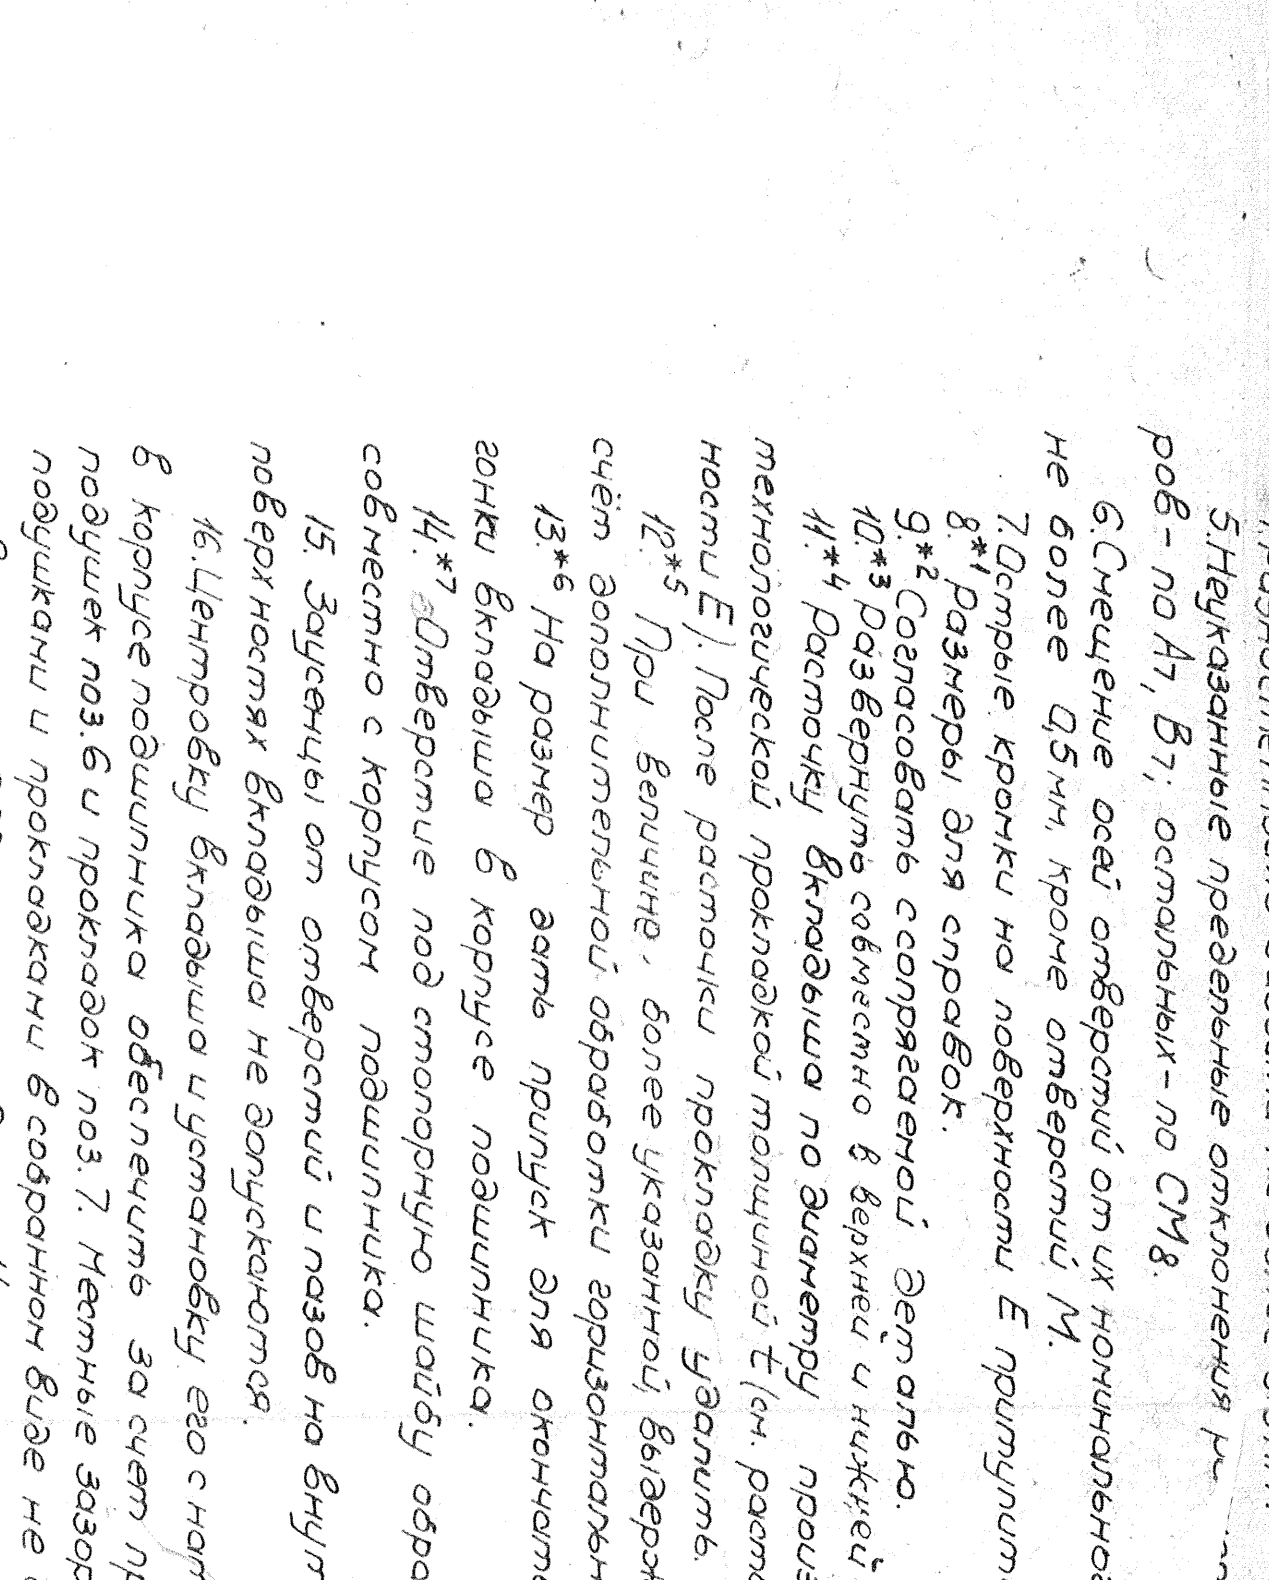 5. Неуказанные предельные отклонения
ров - по А7, В7; остальных - по СМ8.
6. Смещение осей отверстий от их номинально
не более 0,5 мм, кроме отверстий М.
7. Острые кромки на поверхности Е притупит
8.*1 Размеры для справок.
9.*2 Согласовать с сопрягаемой деталью.
10.*3 Развернуть совместно в верхней и нижней
11.*4 Расточку вкладыша по диаметру произ
технологической прокладкой толщиной t (см. раст
ности Е). После расточки прокладку удалить.
12.*5 При величине, более указанной, выдерж
счёт дополнительной обработки горизонтальн
13.*6 На размер дать припуск для окончат
гонки вкладыша в корпусе подшипника.
14.*7 Отверстие под стопорную шайбу обра
совместно с корпусом подшипника.
15. Заусенцы от отверстий и пазов на внут
поверхностях вкладыша не допускаются.
16. Центровку вкладыша и установку его с нат
в корпусе подшипника обеспечить за счет пр
подушек поз. 6 и прокладок поз. 7. Местные зазор
подушками и прокладками в собранном виде не